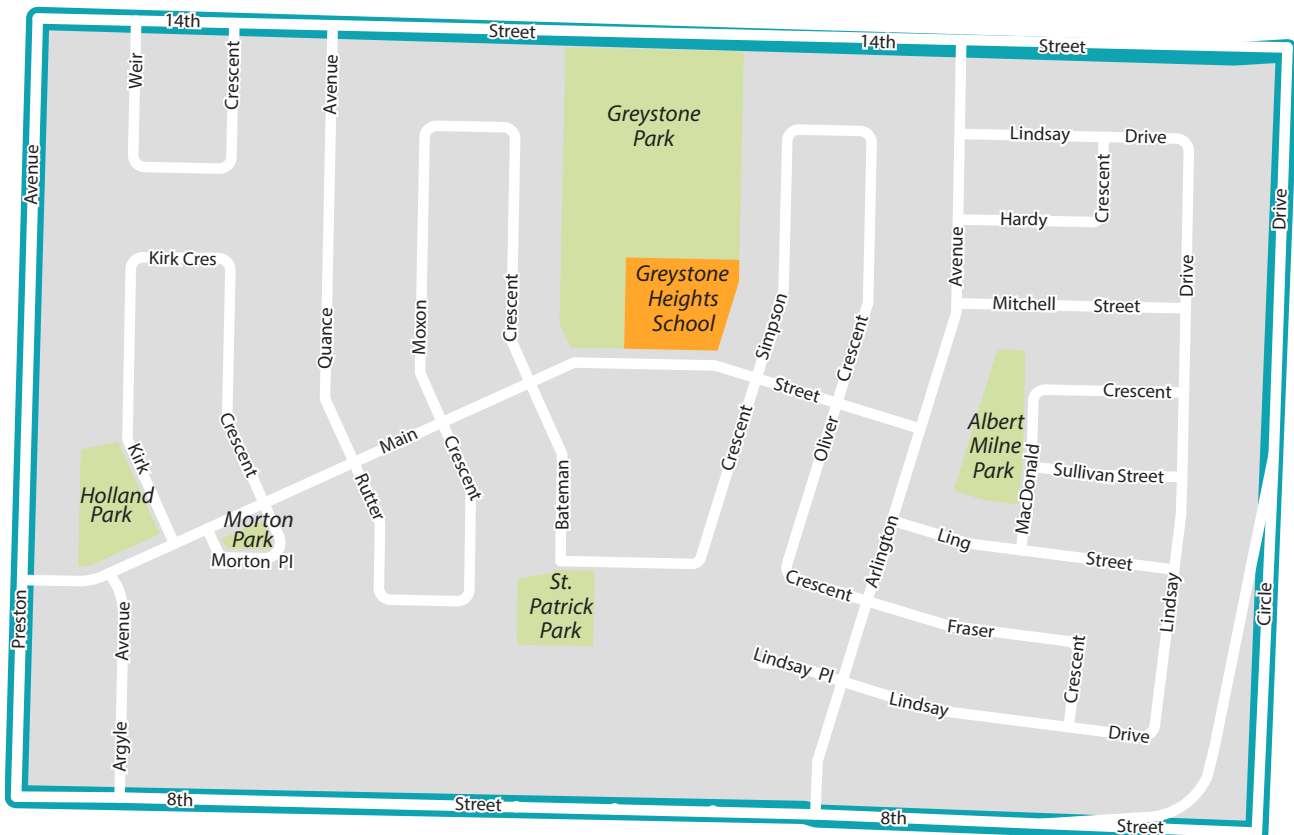 14th
Street
14th
Street
Weir
Crescent
Avenue
Greystone
Park
Lindsay
Drive
Crescent
Avenue
Hardy
Drive
Avenue
Kirk Cres
Drive
Greystone
Heights
School
Mitchell
Street
Quance
Moxon
Crescent
Simpson
Crescent
Street
Crescent
Crescent
Main
Crescent
Crescent
Oliver
Albert
Milne
Park
Kirk
Rutter
Bateman
MacDonald
Sullivan Street
Holland
Park
Morton
Park
Morton Pl
Ling
Street
Arlington
St.
Patrick
Park
Crescent
Preston
Avenue
Fraser
Crescent
Lindsay
Circle
Lindsay Pl
Lindsay
Drive
Argyle
8th
Street
8th
Street